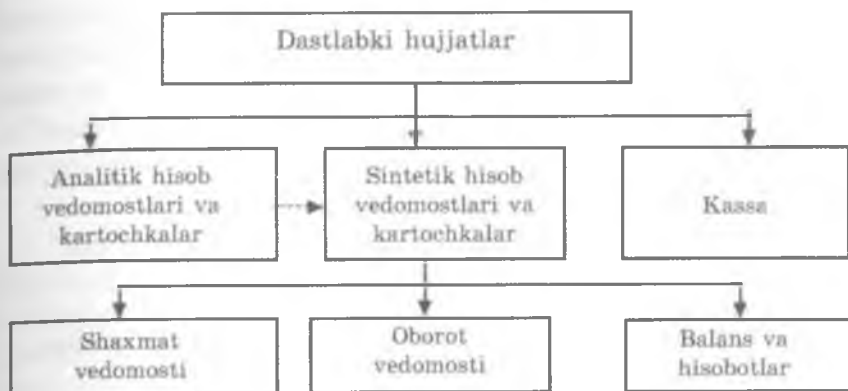 Dastlabki hujjatlar
Analitik hisob
vedomostlari va
kartochkalar
Sintetik hisob
vedomostlari va
kartochkalar
Kassa
Shaxmat
vedomosti
Oborot
vedomosti
Balans va
hisobotlar